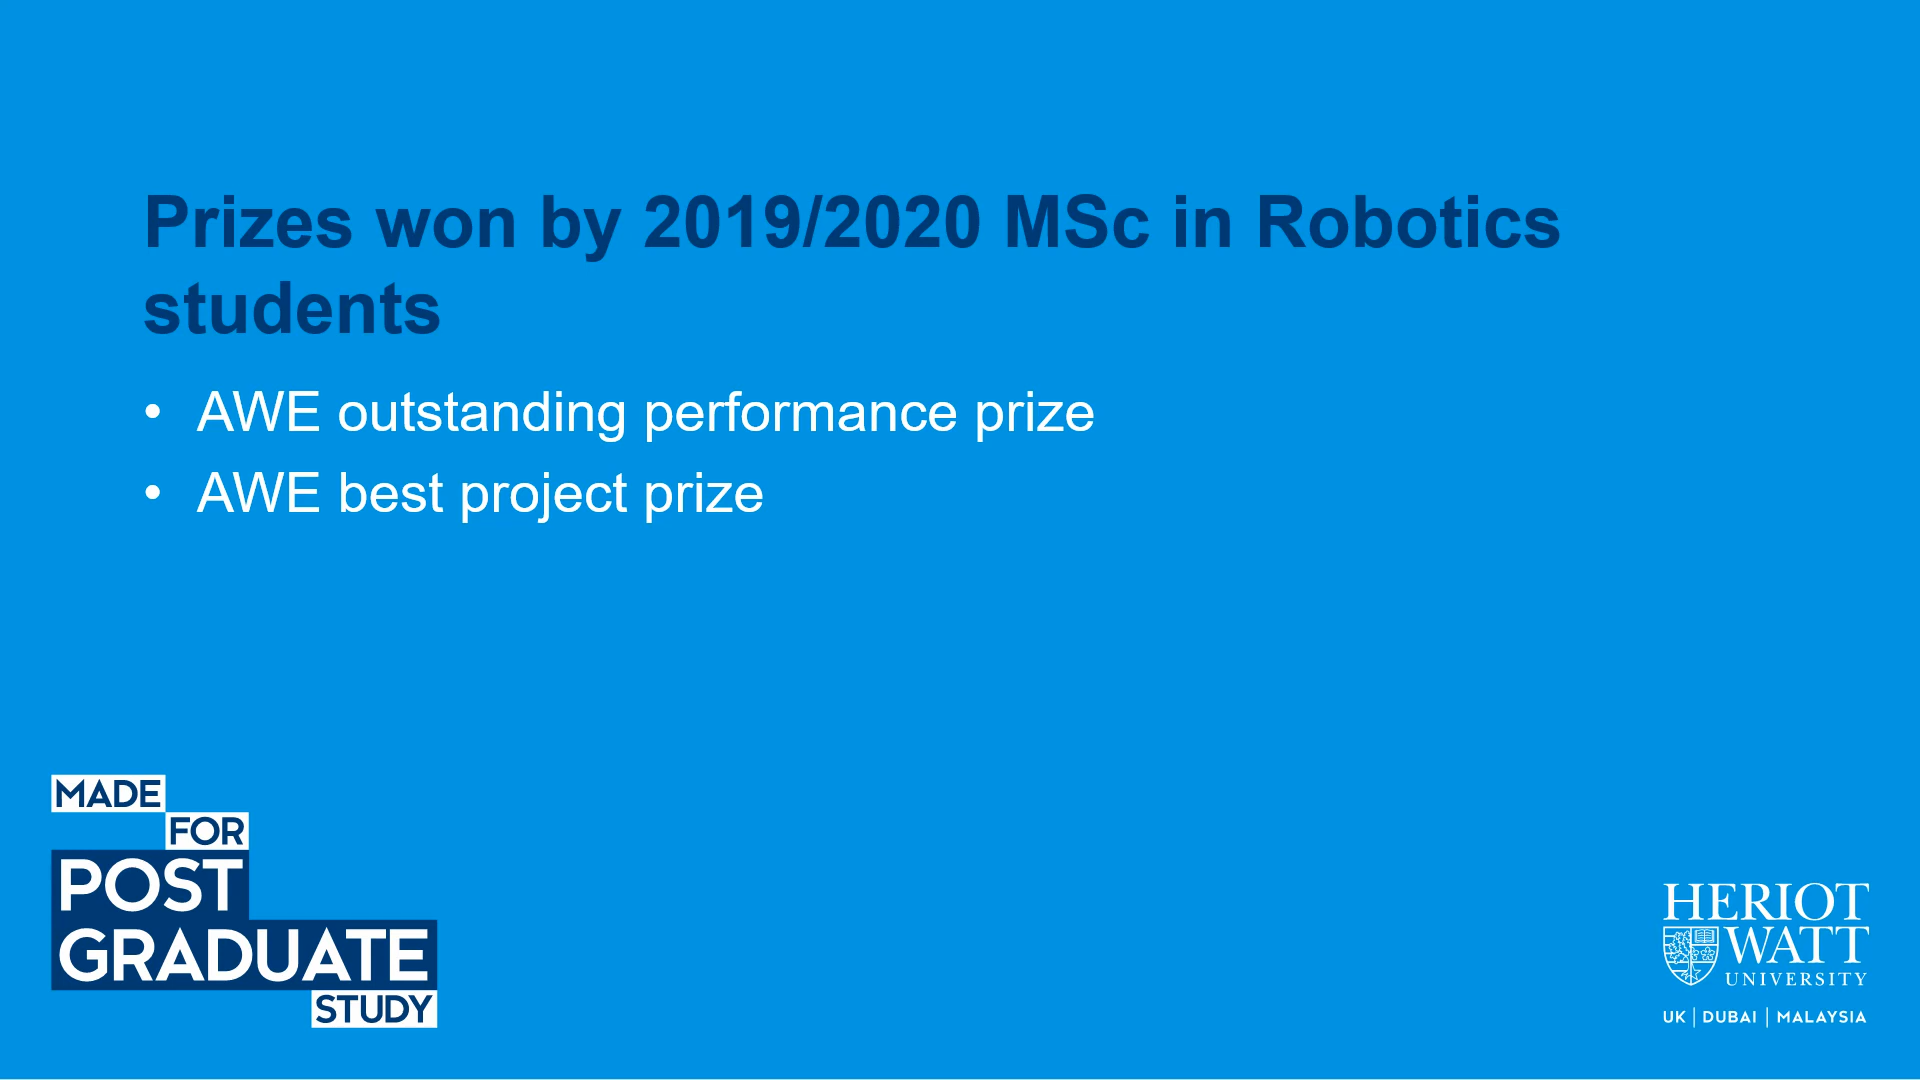 Prizes won by 2019/2020 MSc in Robotics
students
• AWE outstanding performance prize
• AWE best project prize
MADE
FOR
POST
GRADUATE
STUDY
HERIOT
WATT
UNIVERSITY
UK | DUBAI | MALAYSIA